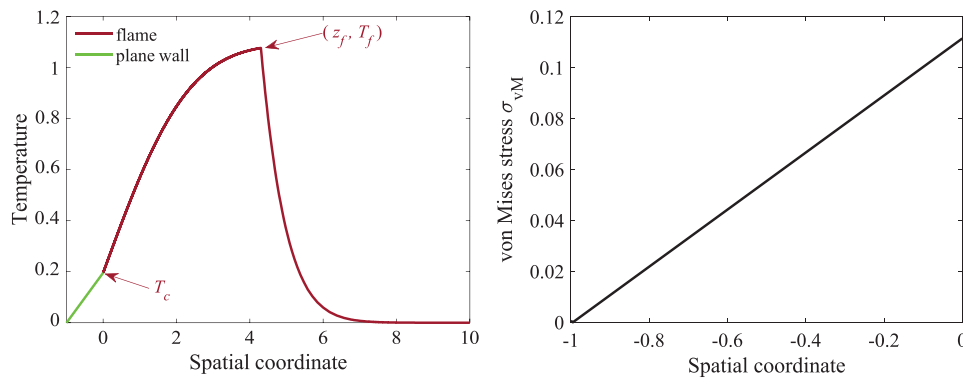 1.2
1
0.8
0.6
0.4
0.2
0
0 2 4 6 8 10
Temperature
Spatial coordinate
flame
plane wall
(z_f, T_f)
T_c
0.12
0.1
0.08
0.06
0.04
0.02
0
-1 -0.8 -0.6 -0.4 -0.2 0
von Mises stress σ_vM
Spatial coordinate